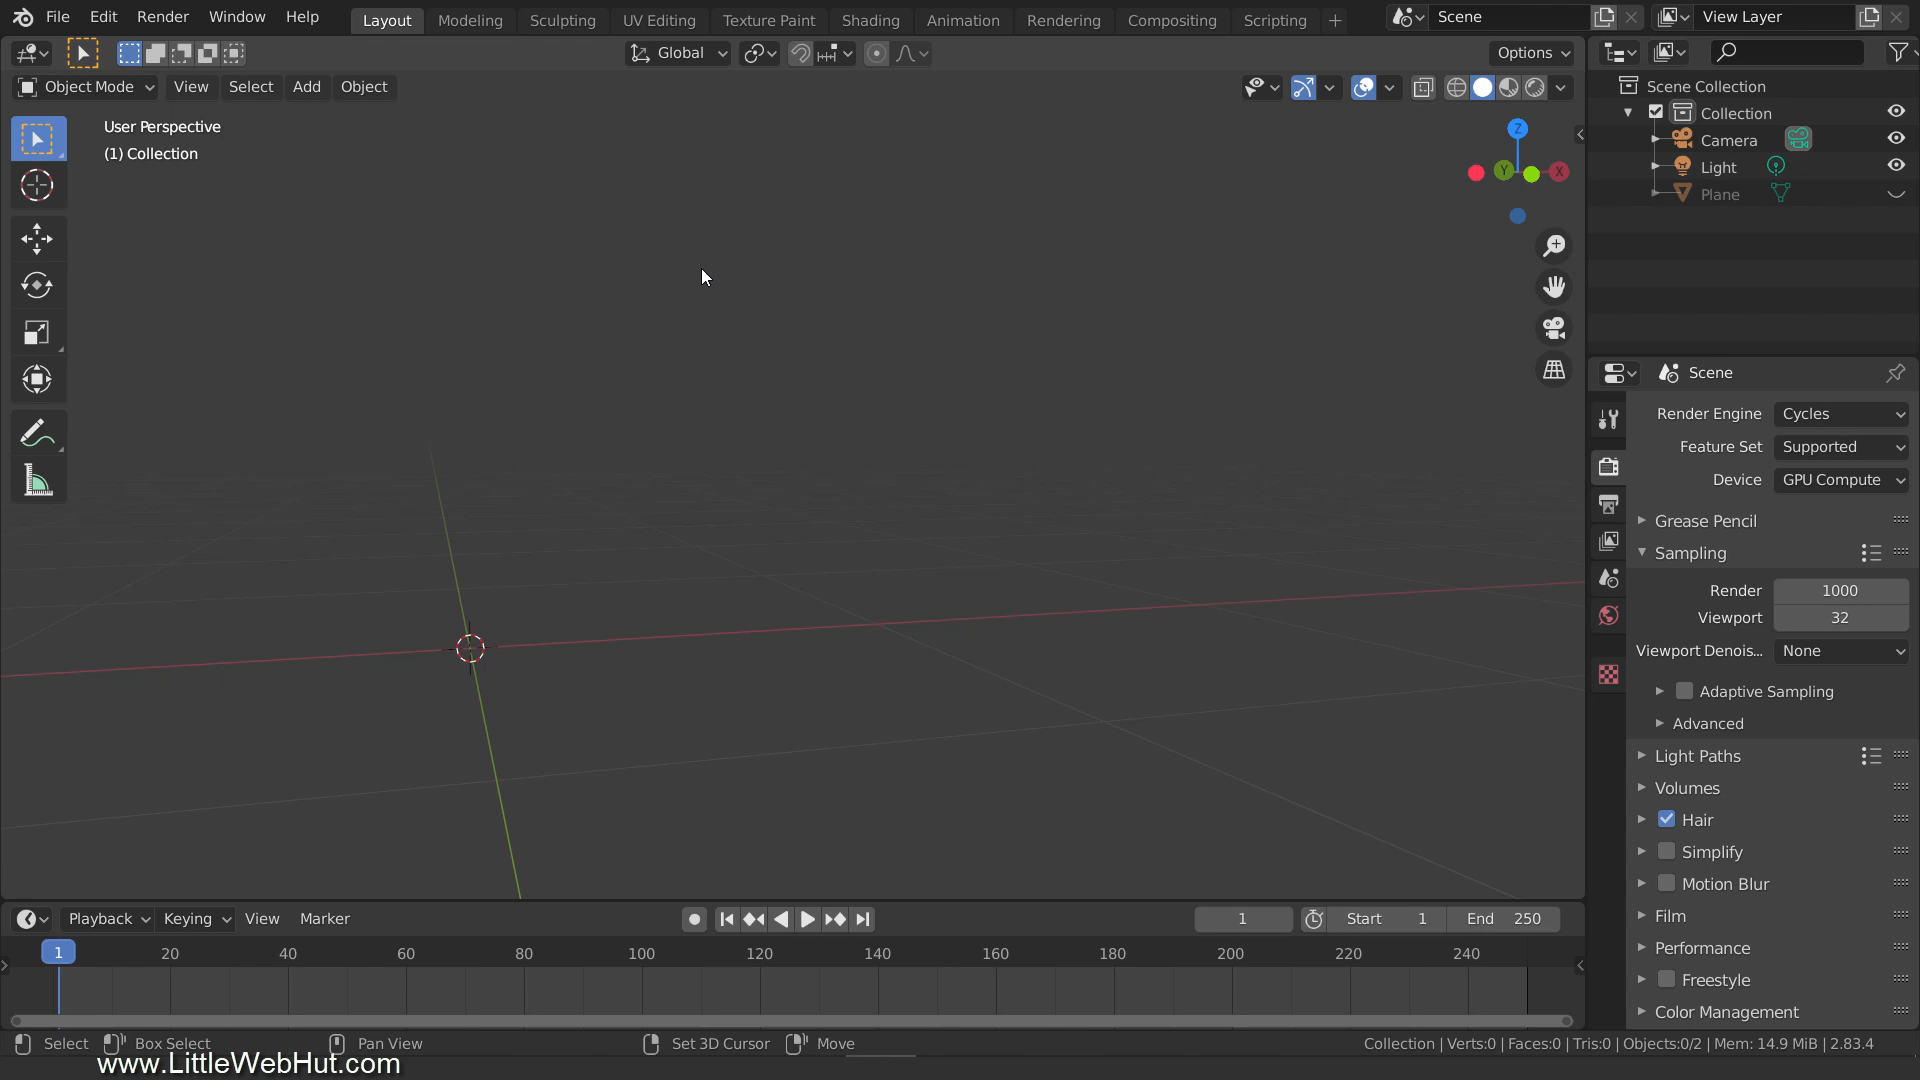 File Edit Render Window Help Layout Modeling Sculpting UV Editing Texture Paint Shading Animation Rendering Compositing Scripting Scene View Layer
Global Options
Object Mode View Select Add Object
User Perspective
(1) Collection
Z
Y
X
Scene Collection
Collection
Camera
Light
Plane
Scene
Render Engine Cycles
Feature Set Supported
Device GPU Compute
Grease Pencil
Sampling
Render 1000
Viewport 32
Viewport Denois... None
Adaptive Sampling
Advanced
Light Paths
Volumes
Hair
Simplify
Motion Blur
Film
Performance
Freestyle
Color Management
Playback Keying View Marker 1 Start 1 End 250
1 20 40 60 80 100 120 140 160 180 200 220 240
Select Box Select Pan View Set 3D Cursor Move Collection | Verts:0 | Faces:0 | Tris:0 | Objects:0/2 | Mem: 14.9 MiB | 2.83.4
www.LittleWebHut.com